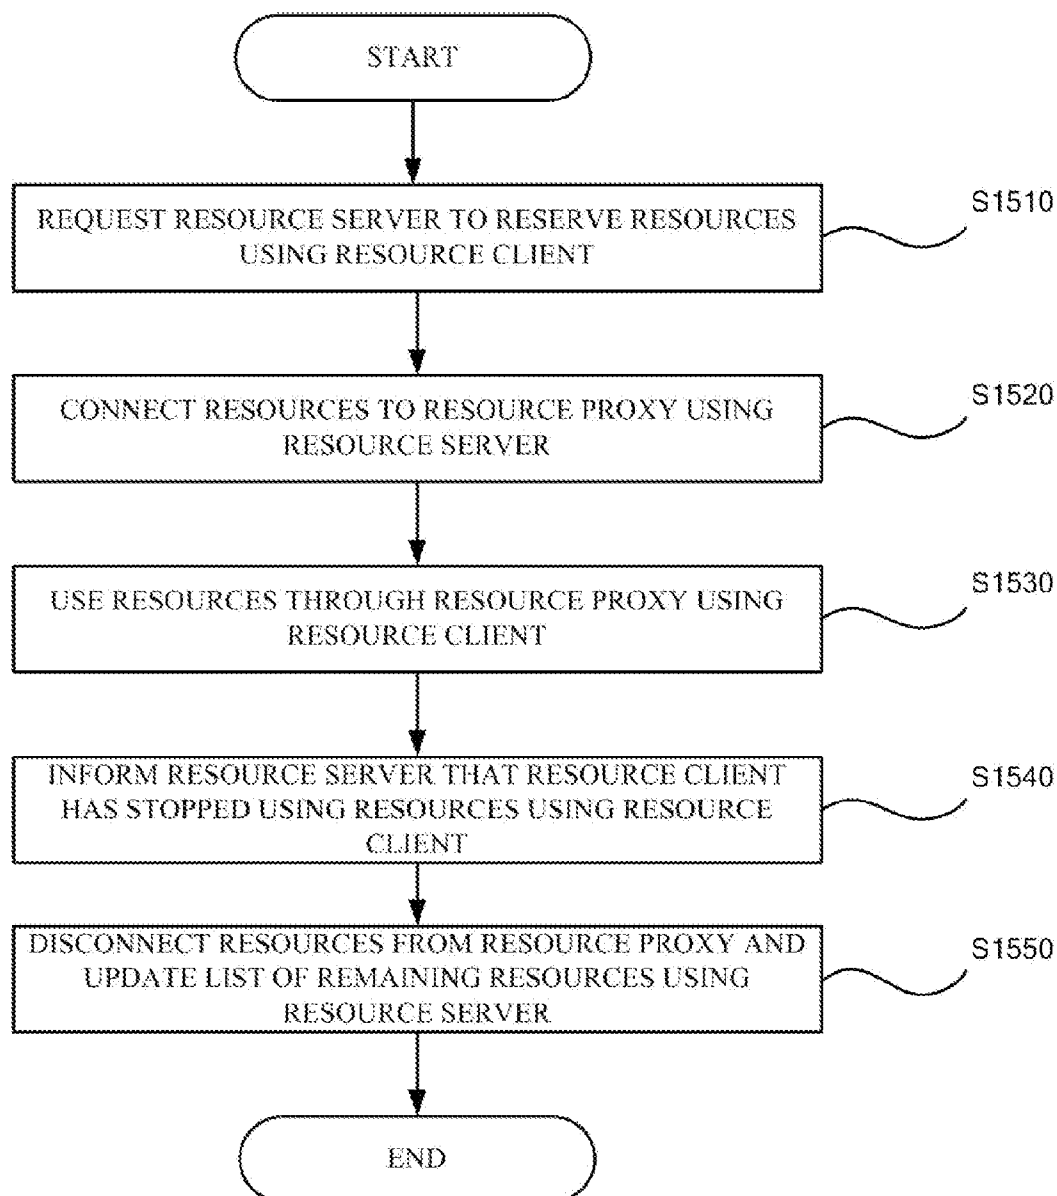 START
REQUEST RESOURCE SERVER TO RESERVE RESOURCES
USING RESOURCE CLIENT
S1510
CONNECT RESOURCES TO RESOURCE PROXY USING
RESOURCE SERVER
S1520
USE RESOURCES THROUGH RESOURCE PROXY USING
RESOURCE CLIENT
S1530
INFORM RESOURCE SERVER THAT RESOURCE CLIENT
HAS STOPPED USING RESOURCES USING RESOURCE
CLIENT
S1540
DISCONNECT RESOURCES FROM RESOURCE PROXY AND
UPDATE LIST OF REMAINING RESOURCES USING
RESOURCE SERVER
S1550
END